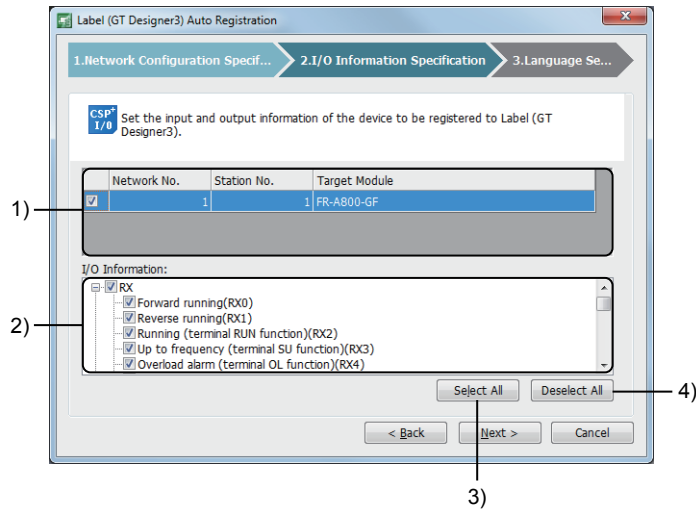 Label (GT Designer3) Auto Registration
1.Network Configuration Specif...
2.I/O Information Specification
3.Language Se...
CSP+
I/O
Set the input and output information of the device to be registered to Label (GT
Designer3).
Network No. Station No. Target Module
1 1 FR-A800-GF
1)
I/O Information:
RX
Forward running(RX0)
Reverse running(RX1)
2)
Running (terminal RUN function)(RX2)
Up to frequency (terminal SU function)(RX3)
Overload alarm (terminal OL function)(RX4)
Select All Deselect All
4)
< Back Next > Cancel
3)